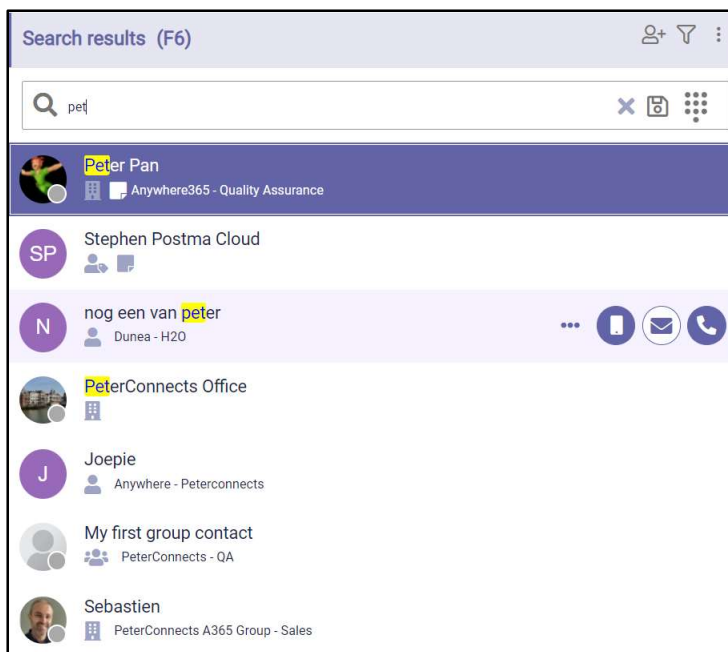 Search results (F6)
pet
Peter Pan
Anywhere365 - Quality Assurance
SP
Stephen Postma Cloud
N
nog een van peter
Dunea - H2O
PeterConnects Office
J
Joepie
Anywhere - Peterconnects
My first group contact
PeterConnects - QA
Sebastien
PeterConnects A365 Group - Sales